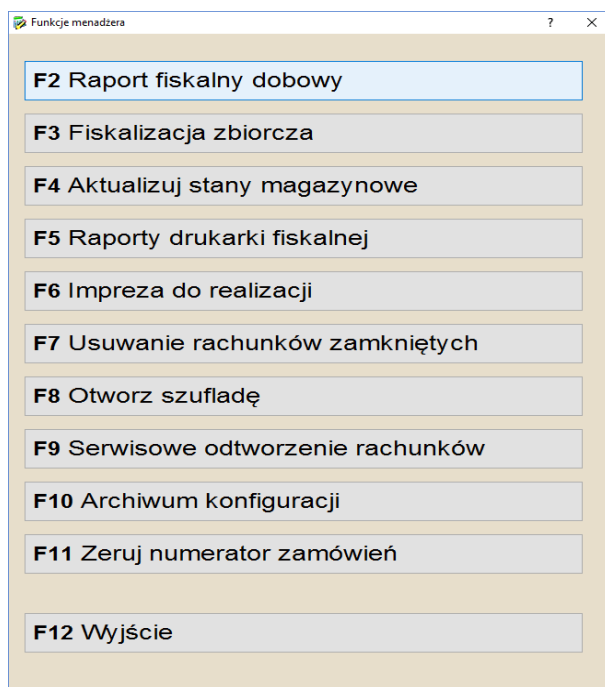 Funkcje menadżera ?
F2 Raport fiskalny dobowy
F3 Fiskalizacja zbiorcza
F4 Aktualizuj stany magazynowe
F5 Raporty drukarki fiskalnej
F6 Impreza do realizacji
F7 Usuwanie rachunków zamkniętych
F8 Otworz szufladę
F9 Serwisowe odtworzenie rachunków
F10 Archiwum konfiguracji
F11 Zeruj numerator zamówień
F12 Wyjście